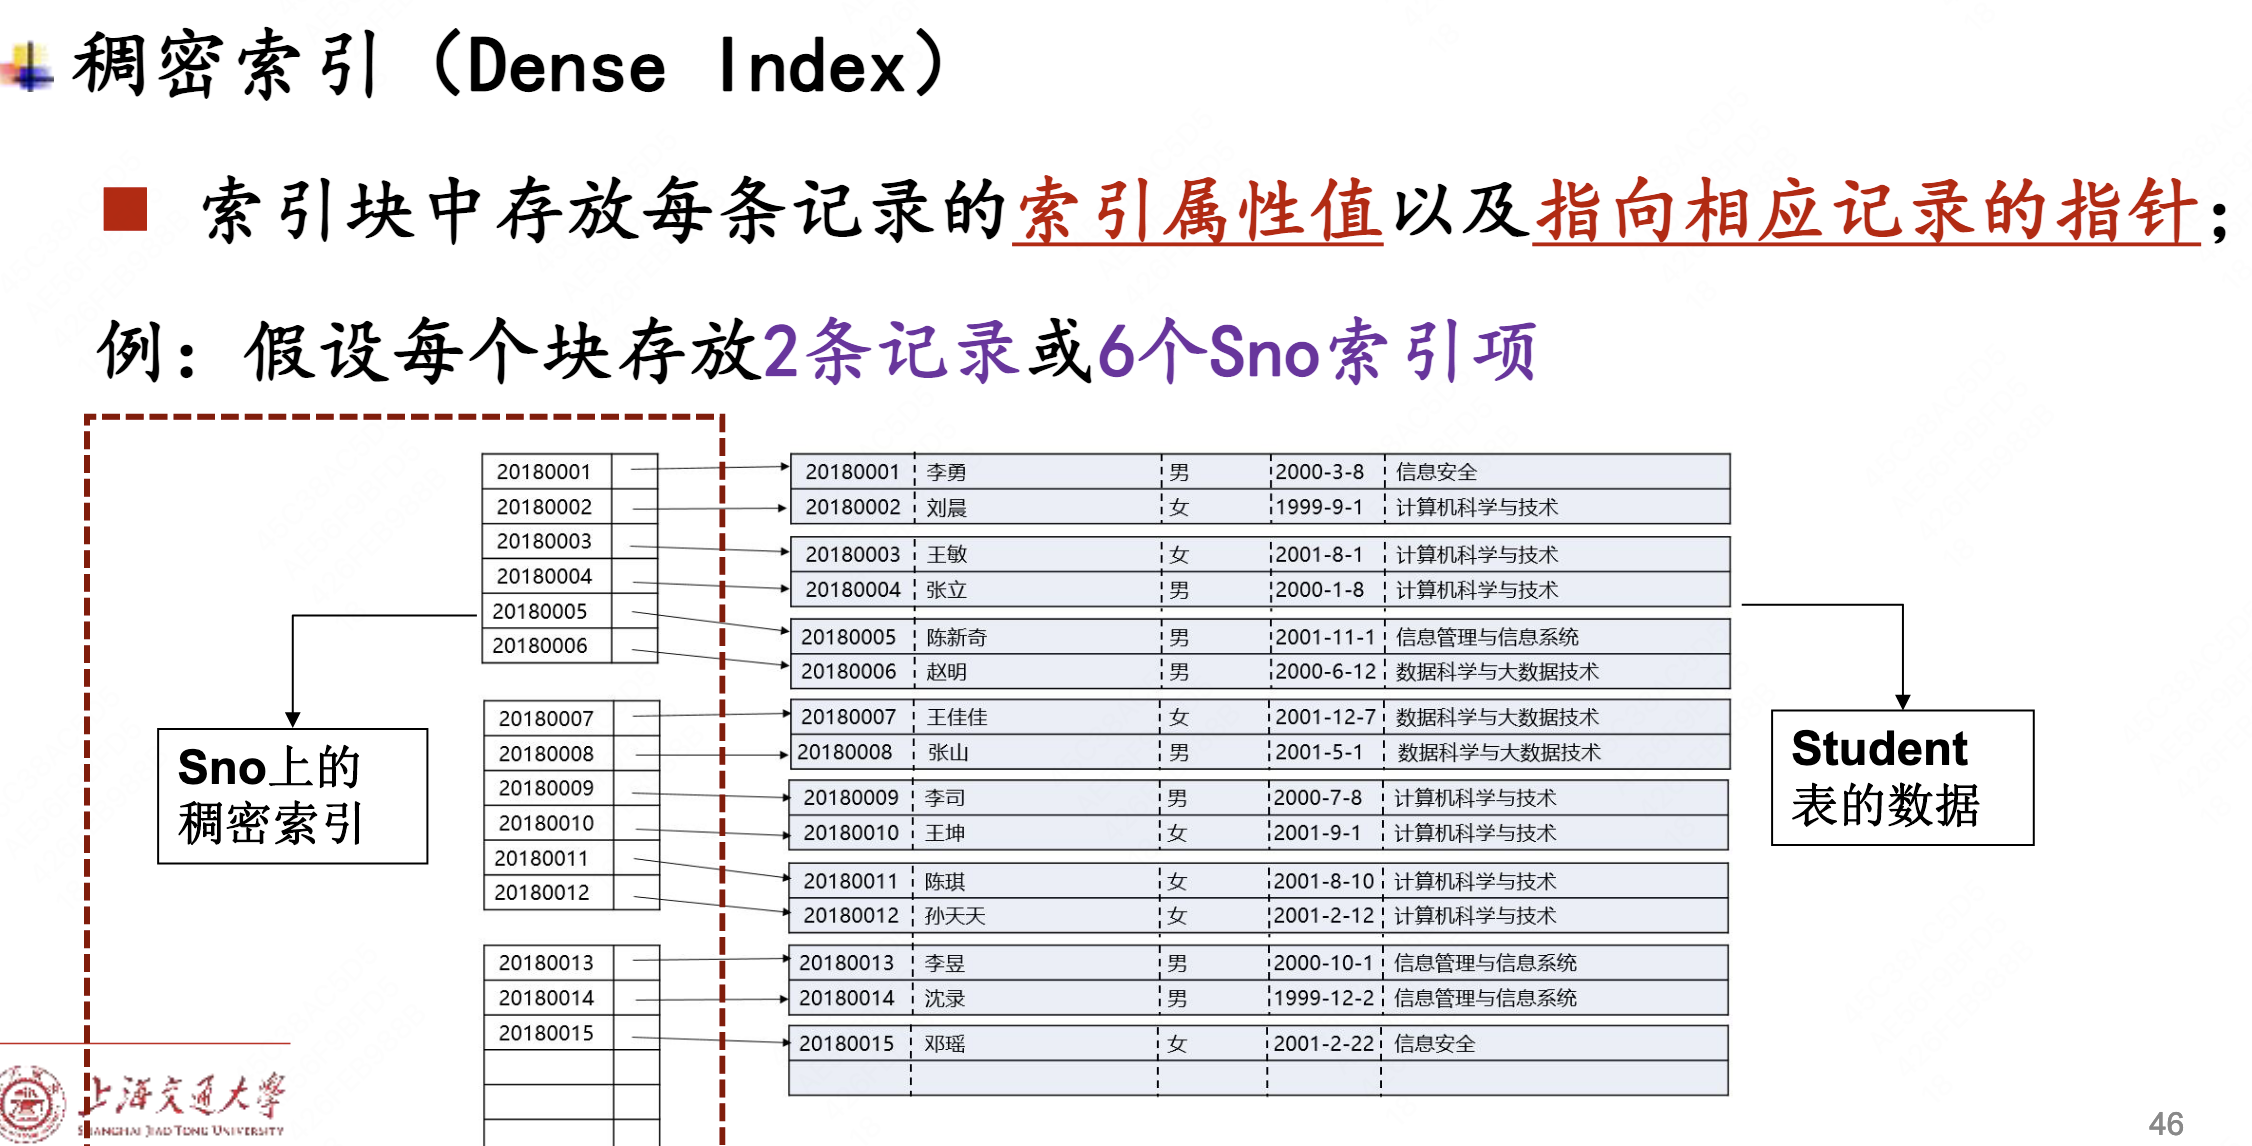 稠密索引（Dense Index）
索引块中存放每条记录的索引属性值以及指向相应记录的指针；
例：假设每个块存放2条记录或6个Sno索引项
20180001 20180001 李勇 男 2000-3-8 信息安全
20180002 20180002 刘晨 女 1999-9-1 计算机科学与技术
20180003 20180003 王敏 女 2001-8-1 计算机科学与技术
20180004 20180004 张立 男 2000-1-8 计算机科学与技术
20180005 20180005 陈新奇 男 2001-11-1 信息管理与信息系统
20180006 20180006 赵明 男 2000-6-12 数据科学与大数据技术
20180007 20180007 王佳佳 女 2001-12-7 数据科学与大数据技术
20180008 20180008 张山 男 2001-5-1 数据科学与大数据技术
20180009 20180009 李司 男 2000-7-8 计算机科学与技术
20180010 20180010 王坤 女 2001-9-1 计算机科学与技术
20180011 20180011 陈琪 女 2001-8-10 计算机科学与技术
20180012 20180012 孙天天 女 2001-2-12 计算机科学与技术
20180013 20180013 李昱 男 2000-10-1 信息管理与信息系统
20180014 20180014 沈录 男 1999-12-2 信息管理与信息系统
20180015 20180015 邓瑶 女 2001-2-22 信息安全
Sno上的
稠密索引
Student
表的数据
上海交通大學
SHANGHAI JIAO TONG UNIVERSITY
46